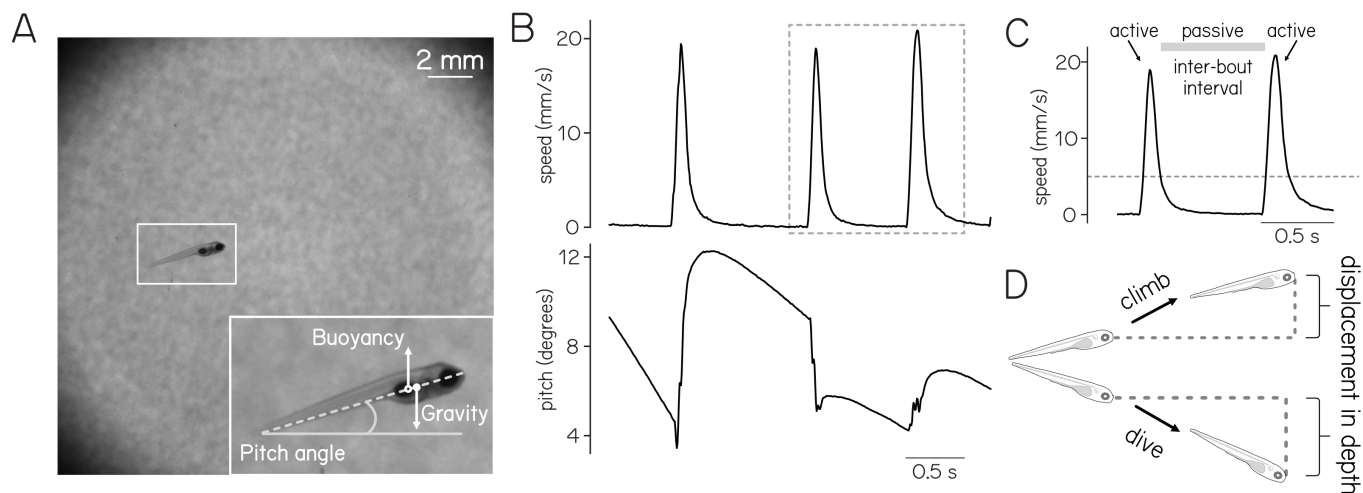 A
2 mm
Buoyancy
Gravity
Pitch angle
B
speed (mm/s)
20
10
0
pitch (degrees)
12
8
4
0.5 s
C
active
passive
active
inter-bout
interval
speed (mm/s)
20
10
0
0.5 s
D
climb
dive
displacement in depth